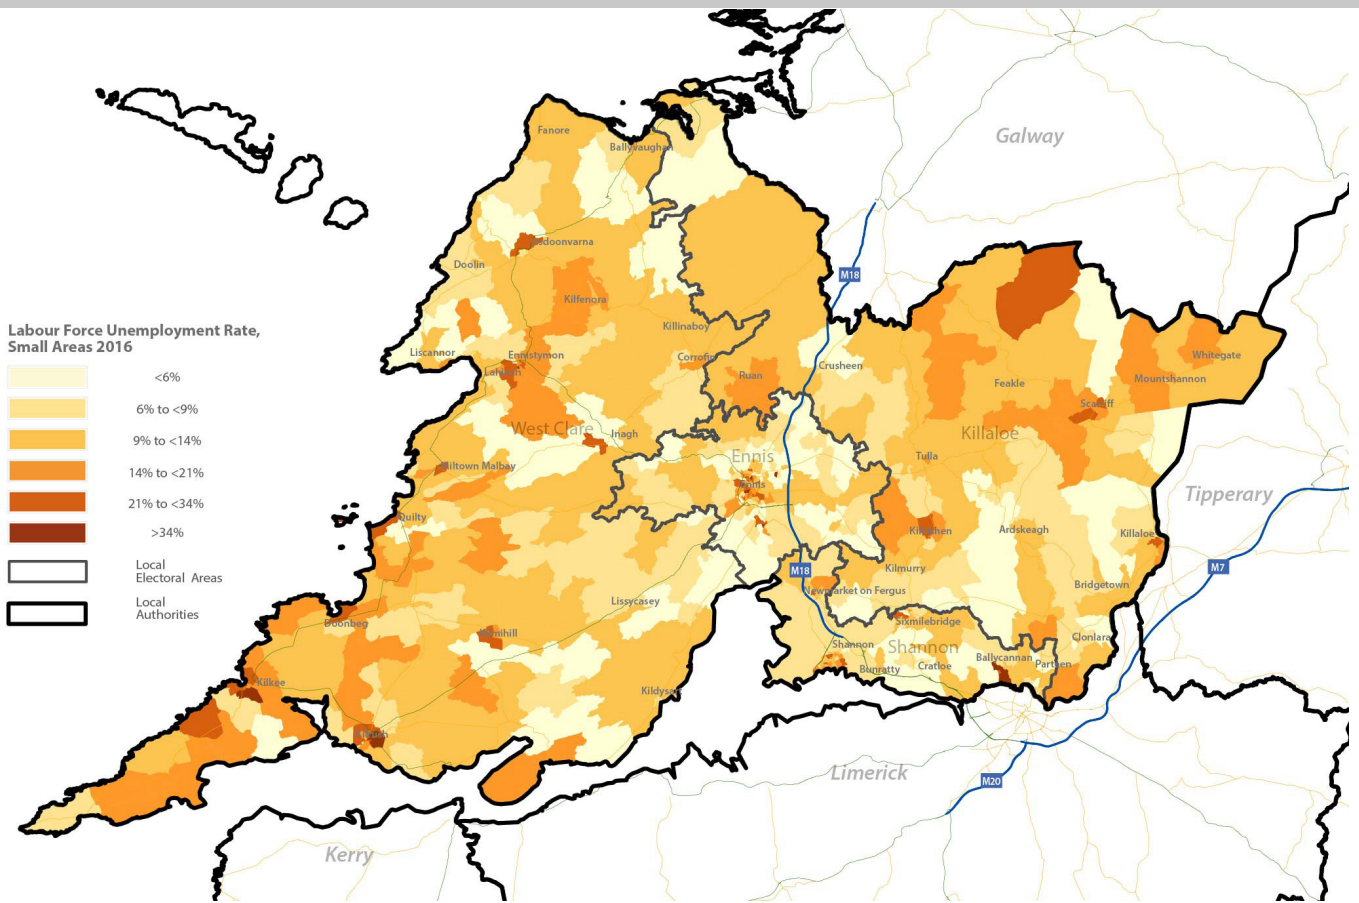 Galway
Fanore
Ballyvaughan
Lisdoonvarna
Doolin
M18
Kilfenora
Labour Force Unemployment Rate,
Small Areas 2016
<6%
6% to <9%
9% to <14%
14% to <21%
21% to <34%
>34%
Local
Electoral Areas
Local
Authorities
Killinaboy
Liscannor
Ennistymon
Corrofin
Crusheen
Whitegate
Lahinch
Ruan
Feakle
Mountshannon
Scarriff
West Clare
Inagh
Killaloe
Ennis
Tulla
Miltown Malbay
Ennis
Tipperary
Quilty
Ardskeagh
Killaloe
M18
Kilmurry
M7
Bridgetown
Newmarket on Fergus
Lissycasey
Doonbeg
Sixmilebridge
Clonlara
Shannon
Shannon
Ballycannan
Parteen
Bunratty
Cratloe
Kilkee
Kildysart
Kilrush
Limerick
M20
Kerry